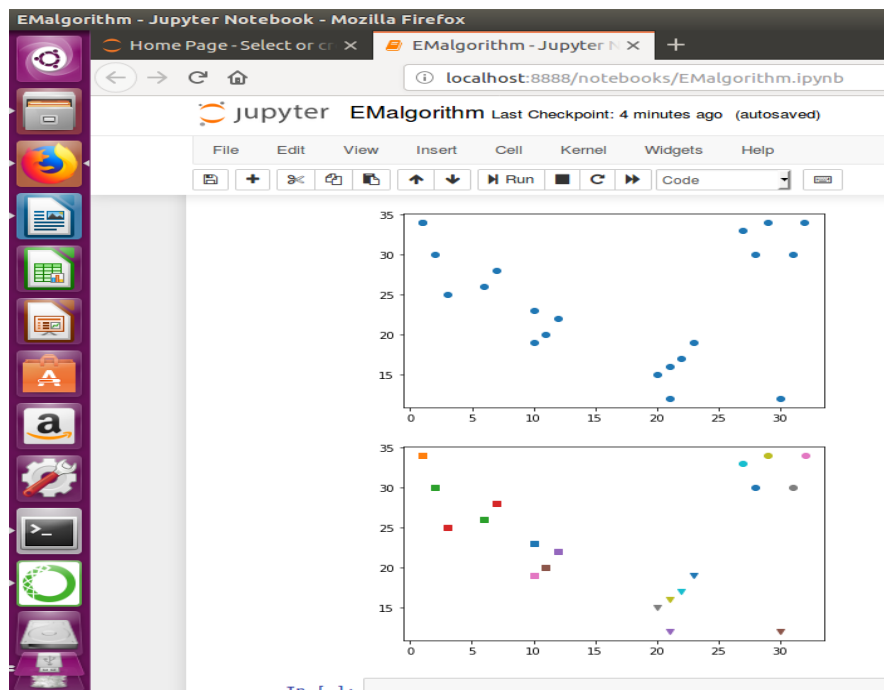 EMalgorithm - Jupyter Notebook - Mozilla Firefox
Home Page - Select or cr × EMalgorithm - Jupyter N × +
localhost:8888/notebooks/EMalgorithm.ipynb
jupyter EMalgorithm Last Checkpoint: 4 minutes ago (autosaved)
File Edit View Insert Cell Kernel Widgets Help
Run Code
35
30
25
20
15
0 5 10 15 20 25 30
35
30
25
20
15
0 5 10 15 20 25 30
In [ ]: